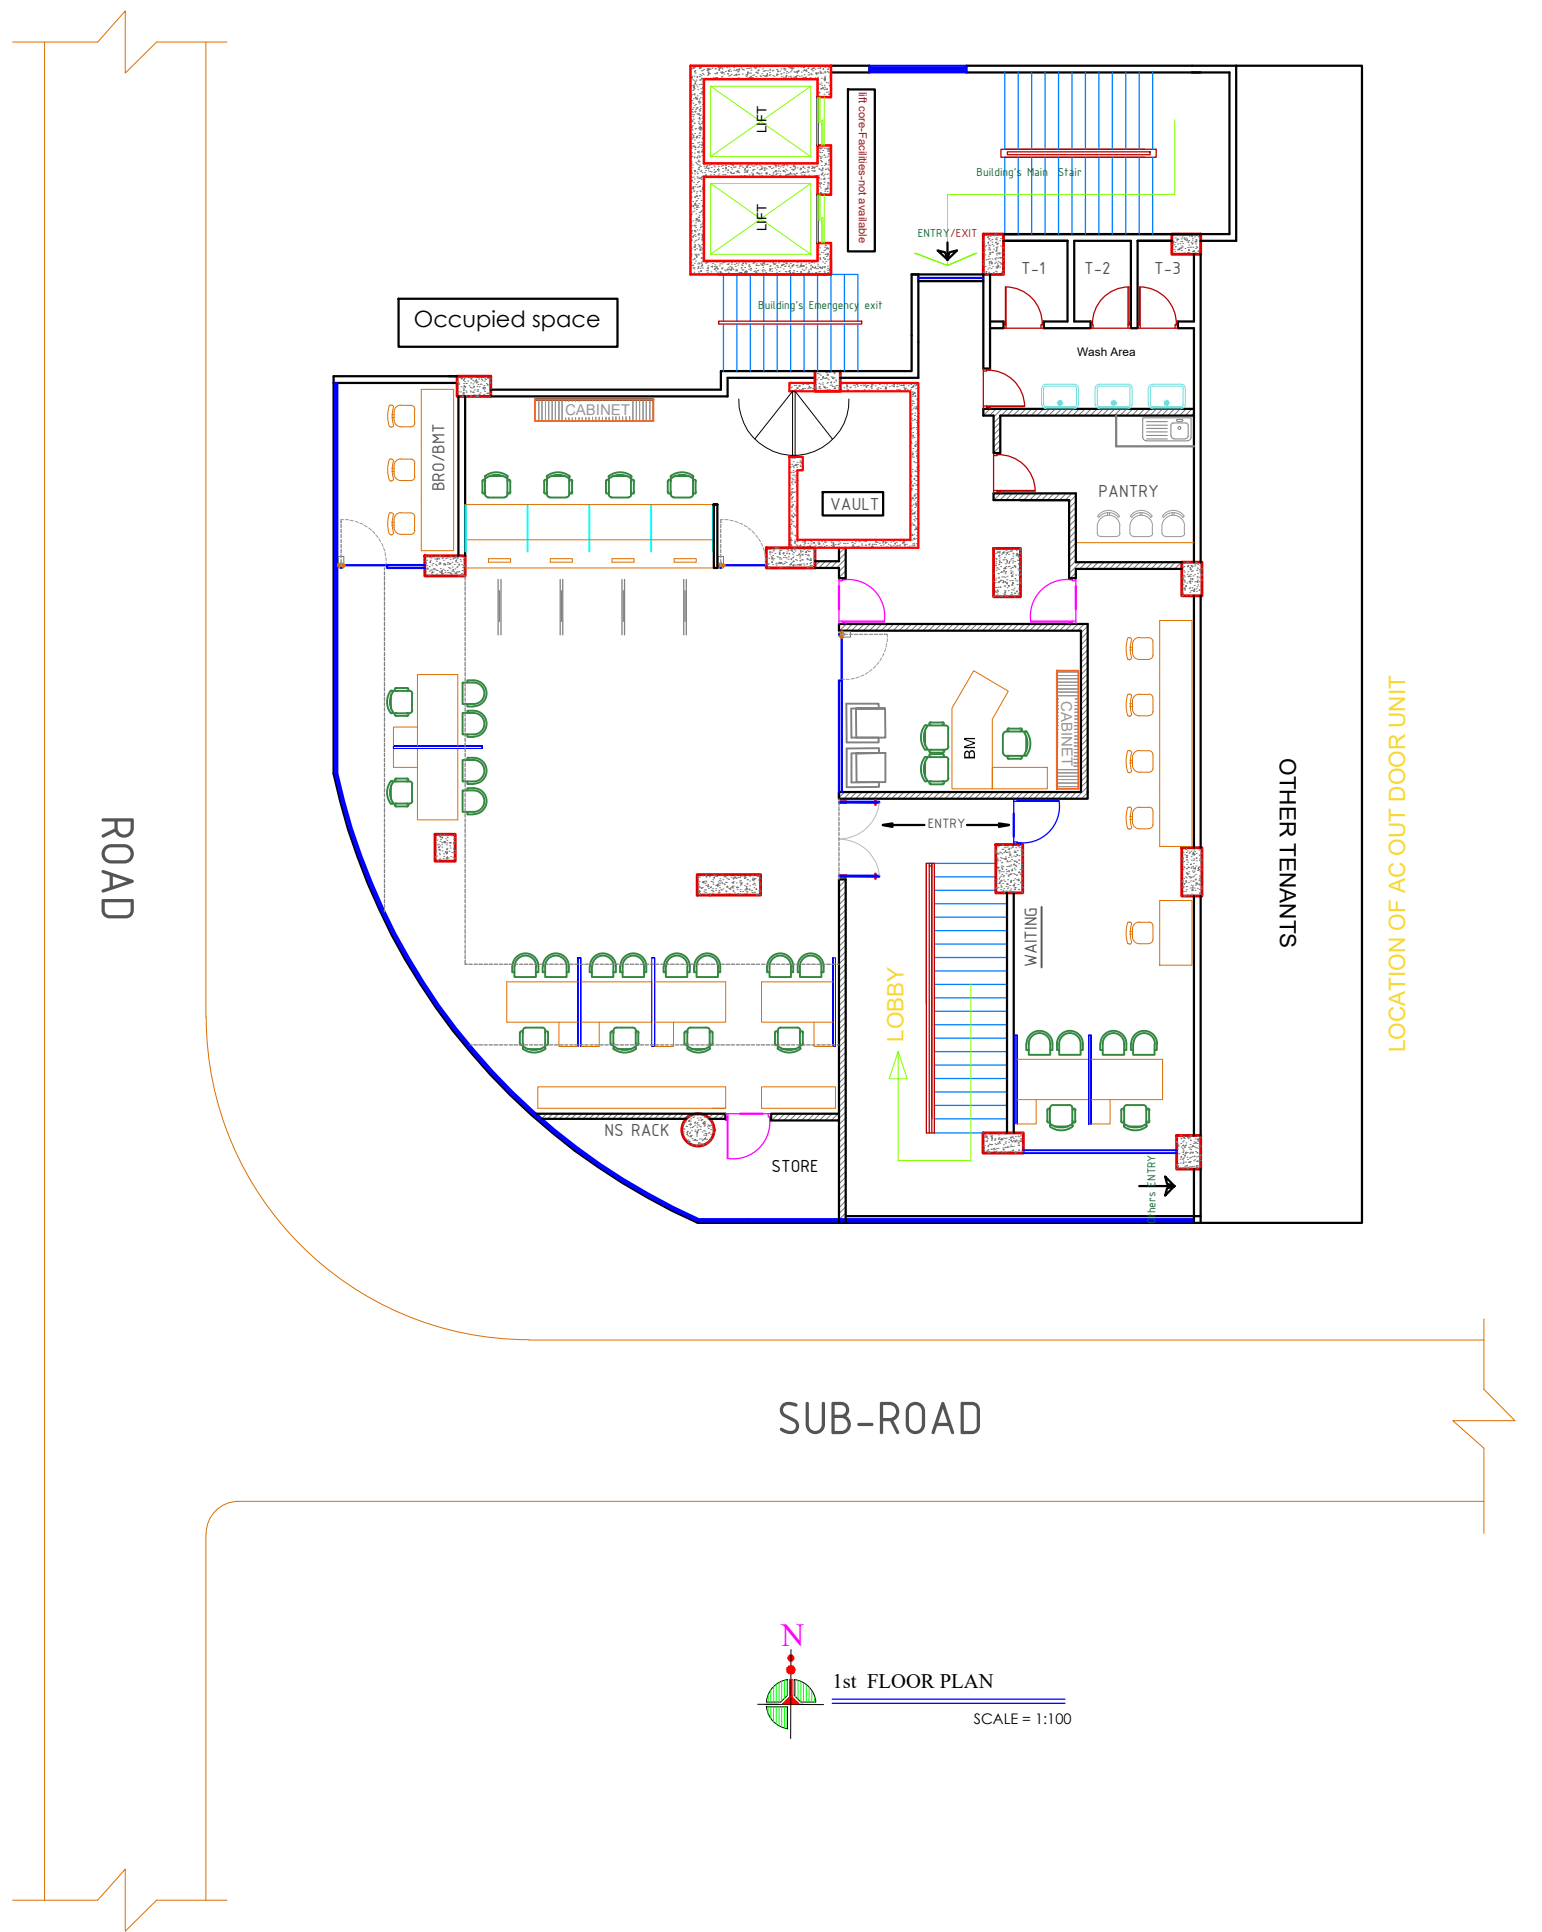 LIFT
LIFT
lift core-Facilities-not available
Building's Main Stair
ENTRY/EXIT
T-1
T-2
T-3
Building's Emergency exit
Occupied space
Wash Area
CABINET
BRO/BMT
VAULT
PANTRY
CABINET
BM
ENTRY
WAITING
LOBBY
OTHER TENANTS
LOCATION OF AC OUT DOOR UNIT
ROAD
NS RACK
STORE
Others ENTRY
SUB-ROAD
N
1st FLOOR PLAN
SCALE = 1:100